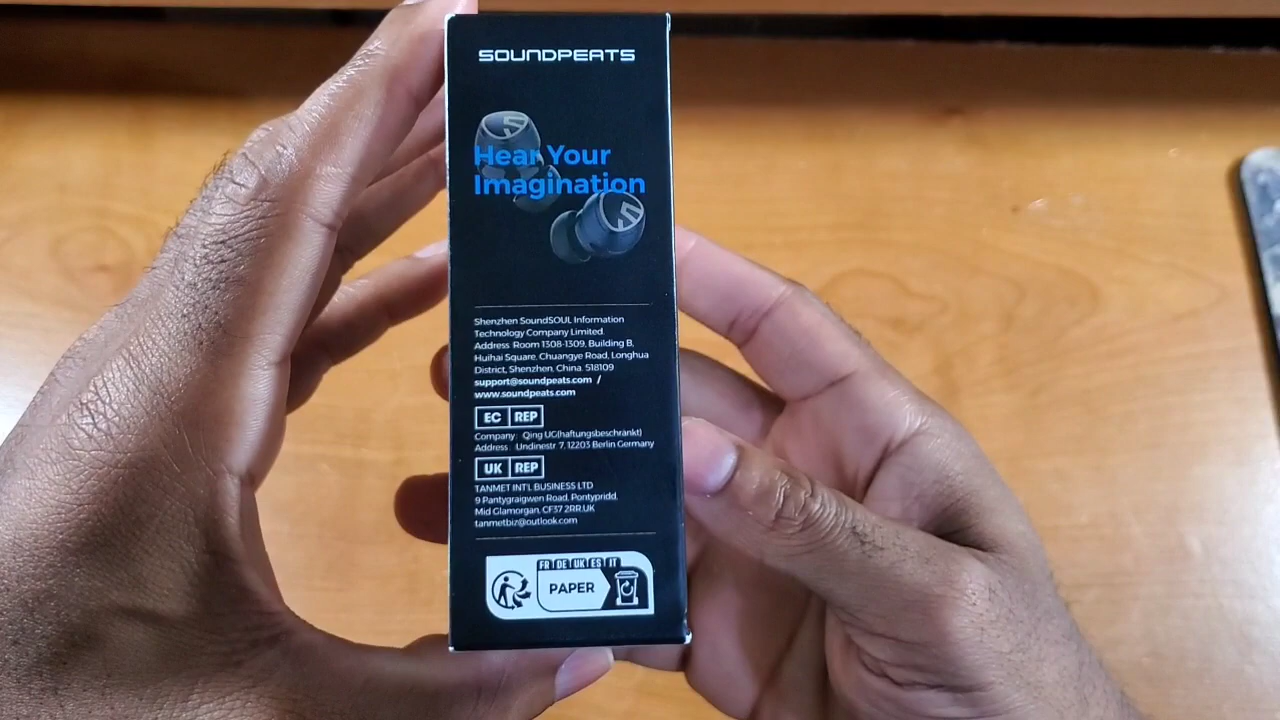 SOUNDPEATS
Hear Your
Imagination
Shenzhen SoundSOUL Information
Technology Company Limited.
Address Room 1308-1309, Building B,
Huihai Square, Chuangye Road, Longhua
District, Shenzhen, China. 518109
support@soundpeats.com /
www.soundpeats.com
EC REP
Company: Qing UG(haftungsbeschränkt)
Address: Undinestr. 7, 12203 Berlin Germany
UK REP
TANMET INT'L BUSINESS LTD
9 Pantygraigwen Road, Pontypridd,
Mid Glamorgan, CF37 2RR,UK
tanmetbiz@outlook.com
FR DE UK ES IT
PAPER